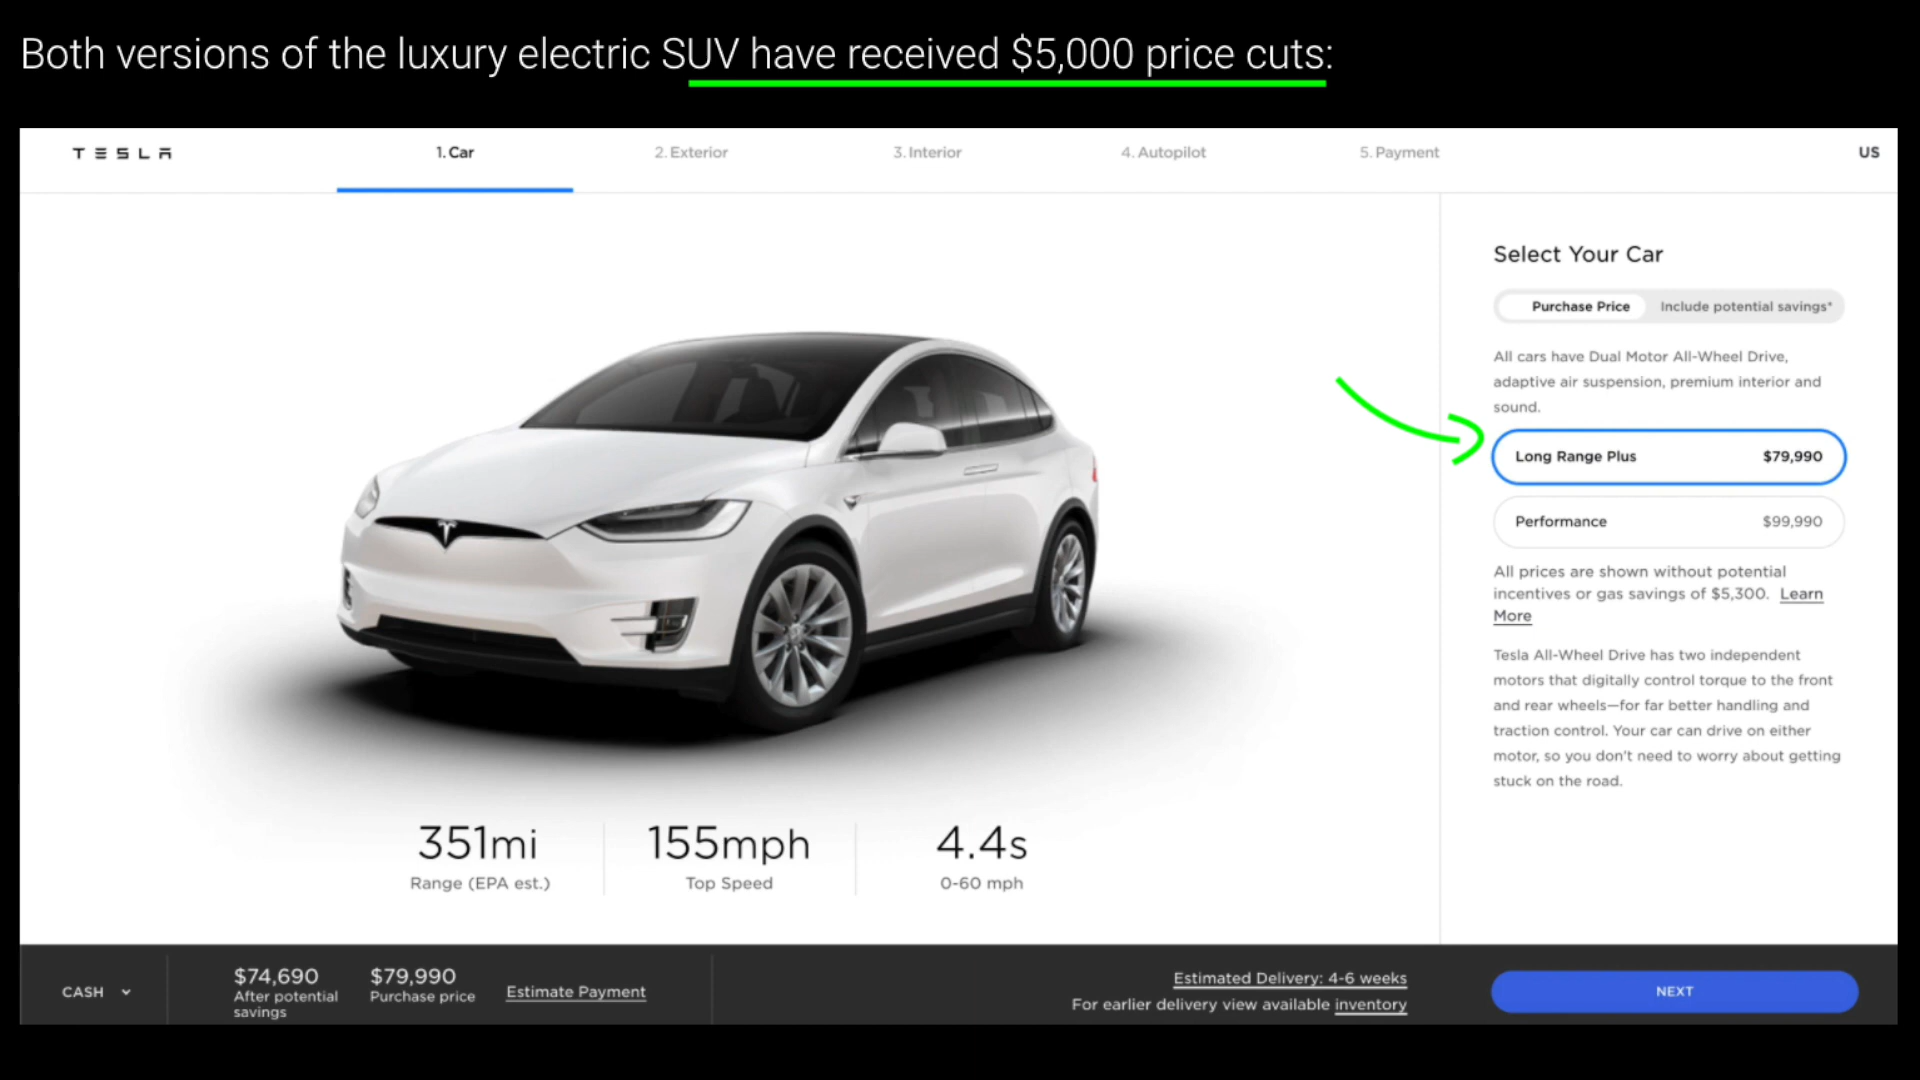 Both versions of the luxury electric SUV have received $5,000 price cuts:
TESLA
1. Car
2. Exterior
3. Interior
4. Autopilot
5. Payment
US
Select Your Car
Purchase Price
Include potential savings*
All cars have Dual Motor All-Wheel Drive,
adaptive air suspension, premium interior and
sound.
Long Range Plus $79,990
Performance $99,990
All prices are shown without potential
incentives or gas savings of $5,300. Learn
More
Tesla All-Wheel Drive has two independent
motors that digitally control torque to the front
and rear wheels—for far better handling and
traction control. Your car can drive on either
motor, so you don't need to worry about getting
stuck on the road.
351mi
Range (EPA est.)
155mph
Top Speed
4.4s
0-60 mph
CASH
$74,690
After potential
savings
$79,990
Purchase price
Estimate Payment
Estimated Delivery: 4-6 weeks
For earlier delivery view available inventory
NEXT